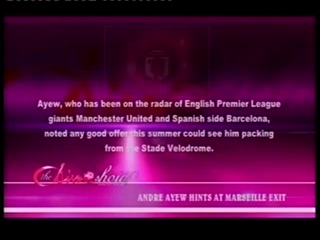 Ayew, who has been on the radar of English Premier League
giants Manchester United and Spanish side Barcelona,
noted any good offer this summer could see him packing
from the Stade Velodrome.
the show
ANDRE AYEW HINTS AT MARSEILLE EXIT